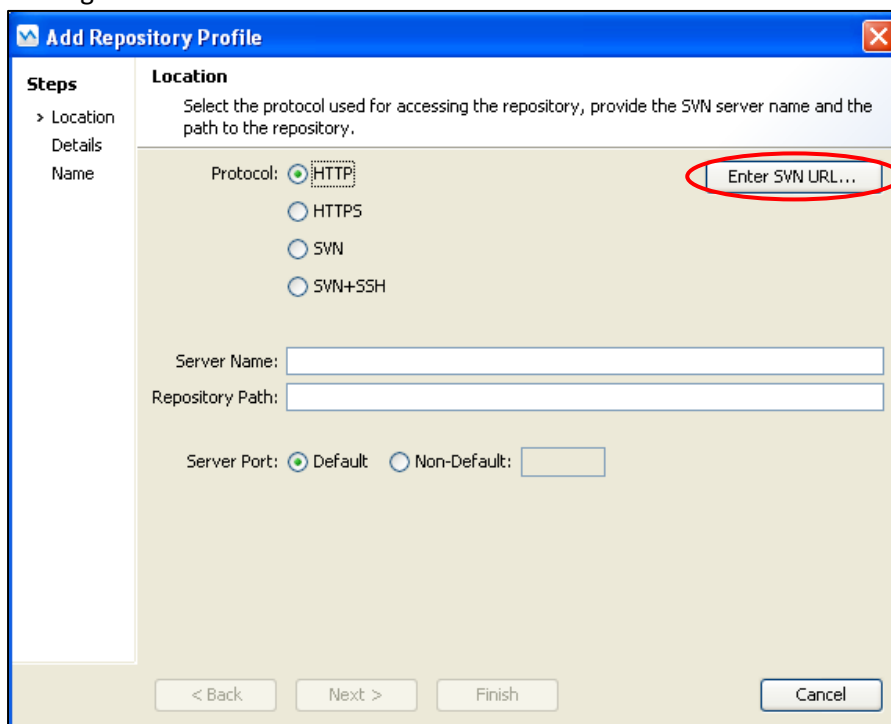 Add Repository Profile
Steps
> Location
Details
Name
Location
Select the protocol used for accessing the repository, provide the SVN server name and the
path to the repository.
Protocol: HTTP
Enter SVN URL...
HTTPS
SVN
SVN+SSH
Server Name:
Repository Path:
Server Port: Default Non-Default:
< Back Next > Finish Cancel